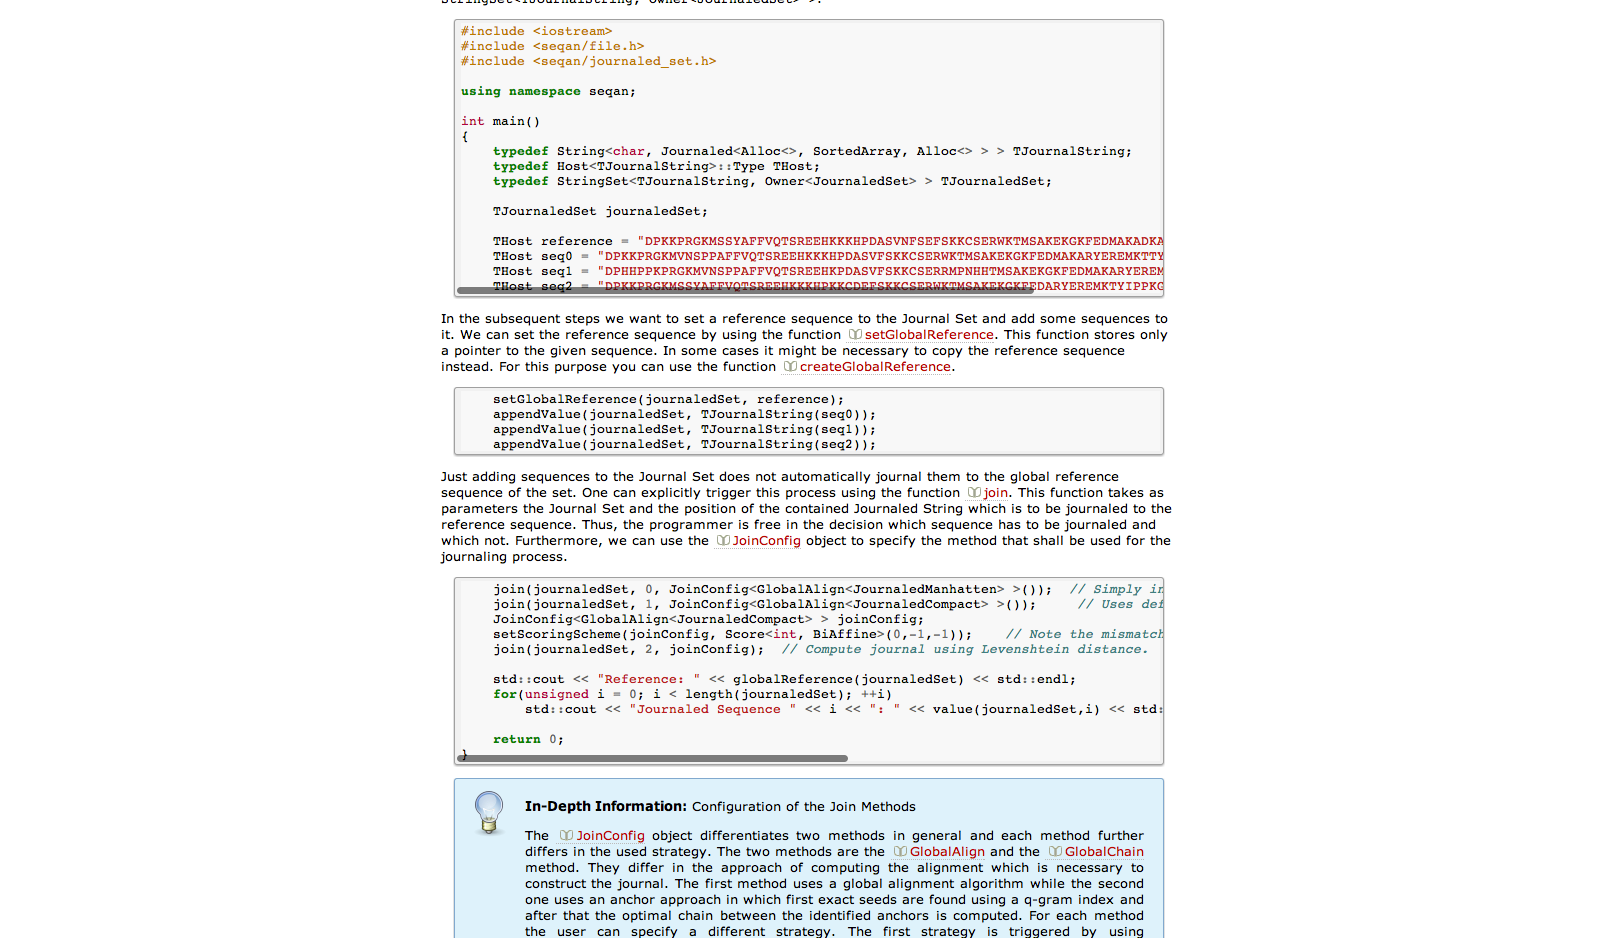 StringSet<TJournalString, Owner<JournaledSet> >.
#include <iostream>
#include <seqan/file.h>
#include <seqan/journaled_set.h>
using namespace seqan;
int main()
{
typedef String<char, Journaled<Alloc<>, SortedArray, Alloc<> > > TJournalString;
typedef Host<TJournalString>::Type THost;
typedef StringSet<TJournalString, Owner<JournaledSet> > TJournaledSet;
TJournaledSet journaledSet;
THost reference = "DPKKPRGKMSSYAFFVQTSREEHKKKHPDASVNFSEFSKKCSERWKTMSAKEKGKFEDMAKADKA
THost seq0 = "DPKKPRGKMVNSPPAFFVQTSREEHKKKHPDASVFSKKCSERWKTMSAKEKGKFEDMAKARYEREMKTTY
THost seq1 = "DPHHPPKPRGKMVNSPPAFFVQTSREEHKPDASVFSKKCSERRMPNHHTMSAKEKGKFEDMAKARYEREM
THost seq2 = "DPKKPRGKMSSYAFFVQTSREEHKKKHPKKCDEFSKKCSERWKTMSAKEKGKFEDARYEREMKTYIPPKG
In the subsequent steps we want to set a reference sequence to the Journal Set and add some sequences to
it. We can set the reference sequence by using the function setGlobalReference. This function stores only
a pointer to the given sequence. In some cases it might be necessary to copy the reference sequence
instead. For this purpose you can use the function createGlobalReference.
setGlobalReference(journaledSet, reference);
appendValue(journaledSet, TJournalString(seq0));
appendValue(journaledSet, TJournalString(seq1));
appendValue(journaledSet, TJournalString(seq2));
Just adding sequences to the Journal Set does not automatically journal them to the global reference
sequence of the set. One can explicitly trigger this process using the function join. This function takes as
parameters the Journal Set and the position of the contained Journaled String which is to be journaled to the
reference sequence. Thus, the programmer is free in the decision which sequence has to be journaled and
which not. Furthermore, we can use the JoinConfig object to specify the method that shall be used for the
journaling process.
join(journaledSet, 0, JoinConfig<GlobalAlign<JournaledManhatten> >()); // Simply in
join(journaledSet, 1, JoinConfig<GlobalAlign<JournaledCompact> >()); // Uses def
JoinConfig<GlobalAlign<JournaledCompact> > joinConfig;
setScoringScheme(joinConfig, Score<int, BiAffine>(0,-1,-1)); // Note the mismatch
join(journaledSet, 2, joinConfig); // Compute journal using Levenshtein distance.
std::cout << "Reference: " << globalReference(journaledSet) << std::endl;
for(unsigned i = 0; i < length(journaledSet); ++i)
std::cout << "Journaled Sequence " << i << ": " << value(journaledSet,i) << std:
return 0;
}
In-Depth Information: Configuration of the Join Methods
The JoinConfig object differentiates two methods in general and each method further
differs in the used strategy. The two methods are the GlobalAlign and the GlobalChain
method. They differ in the approach of computing the alignment which is necessary to
construct the journal. The first method uses a global alignment algorithm while the second
one uses an anchor approach in which first exact seeds are found using a q-gram index and
after that the optimal chain between the identified anchors is computed. For each method
the user can specify a different strategy. The first strategy is triggered by using